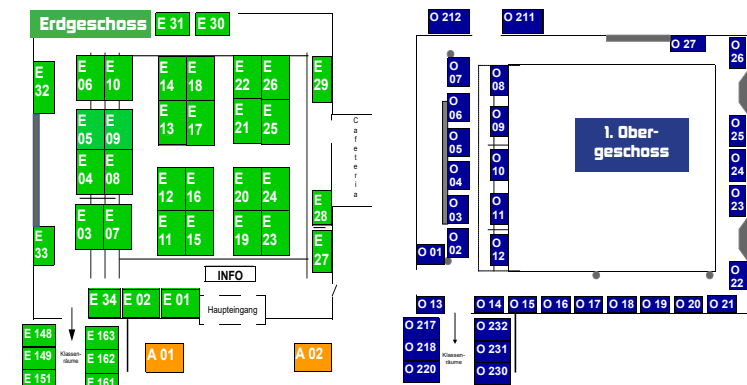 Erdgeschoss
E 31
E 30
E
32
E
06
E
10
E
14
E
18
E
22
E
26
E
29
E
05
E
09
E
13
E
17
E
21
E
25
Cafeteria
E
04
E
08
E
12
E
16
E
20
E
24
E
28
E
03
E
07
E
11
E
15
E
19
E
23
E
27
E
33
INFO
E 34
E 02
E 01
Haupteingang
E 148
E 149
E 151
Klassen-
räume
E 163
E 162
E 161
A 01
A 02
O 212
O 211
O 27
O
26
O
07
O
08
O
06
O
09
O
05
O
10
O
04
O
11
O
03
O
12
O
02
O 01
1. Ober-
geschoss
O
25
O
24
O
23
O
22
O 13
O 14
O 15
O 16
O 17
O 18
O 19
O 20
O 21
O 217
O 218
O 220
Klassen-
räume
O 232
O 231
O 230